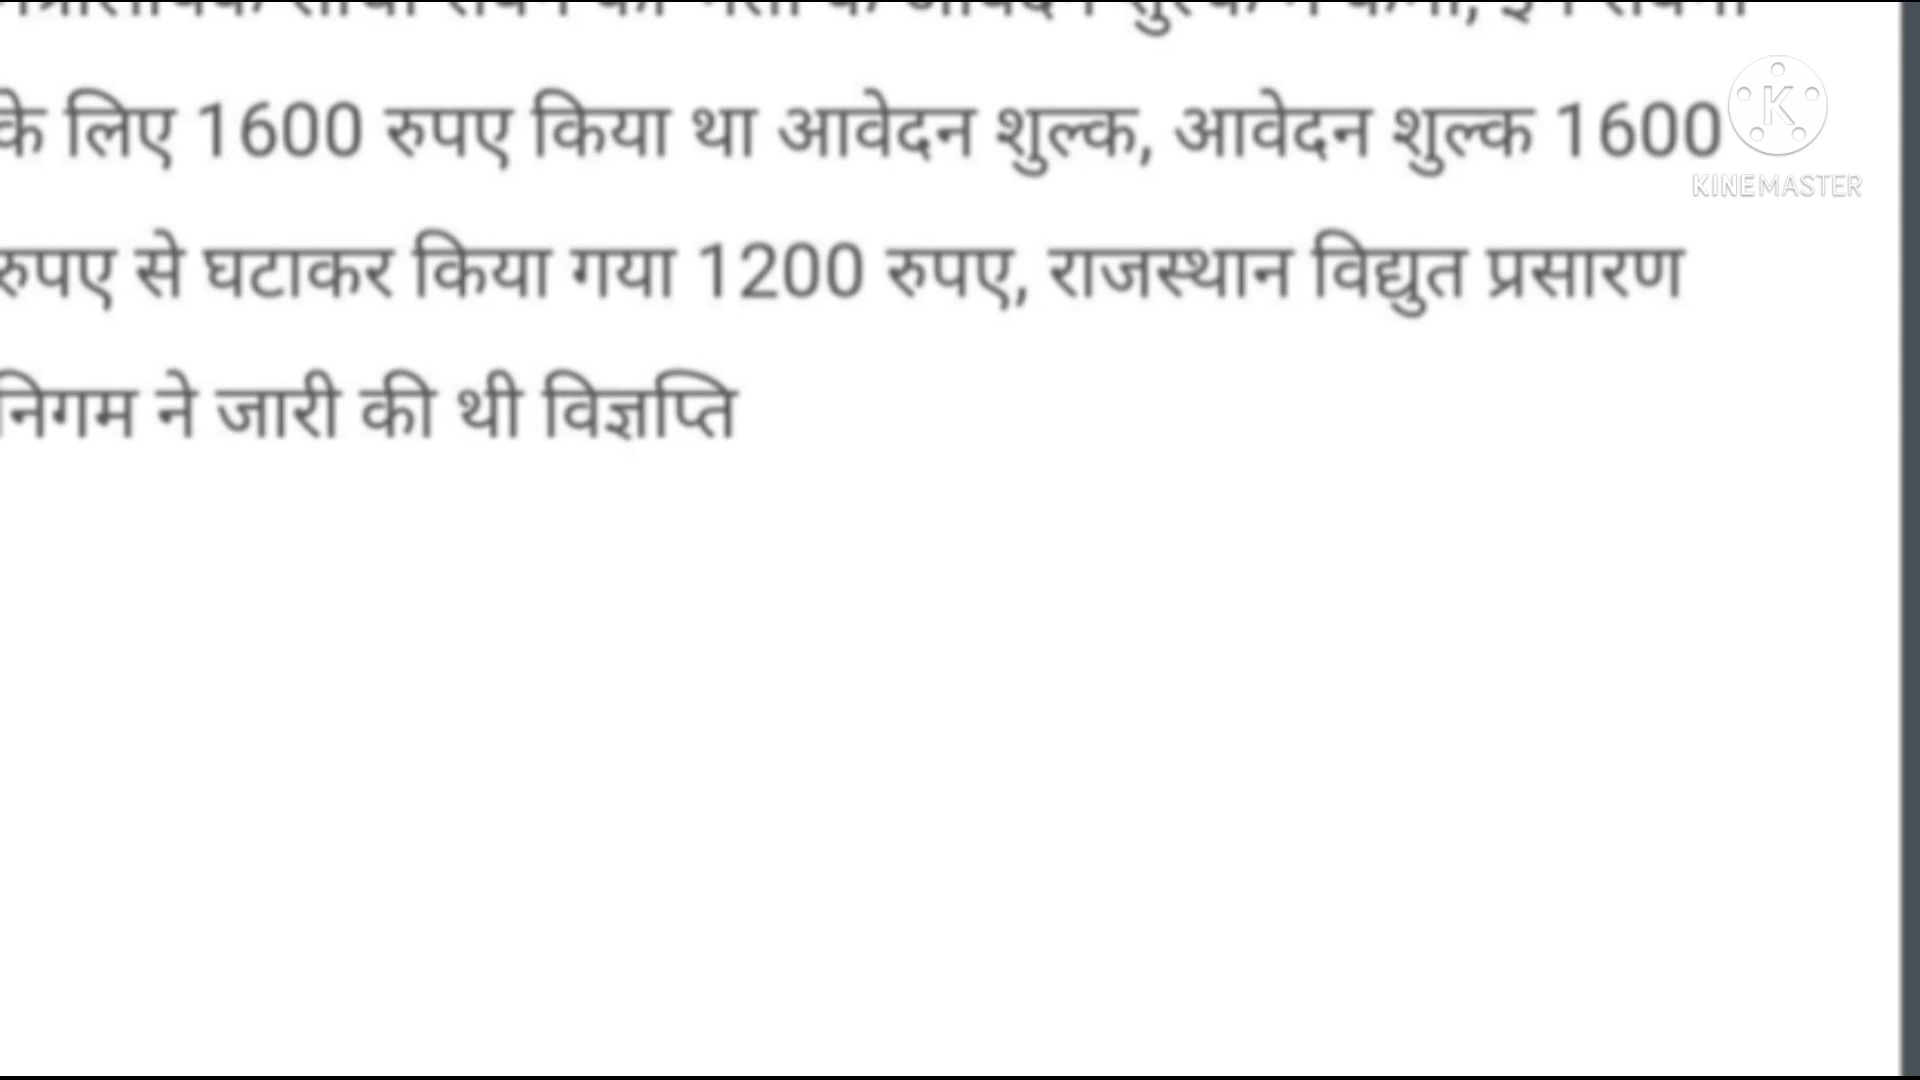 के लिए 1600 रुपए किया था आवेदन शुल्क, आवेदन शुल्क 1600
रुपए से घटाकर किया गया 1200 रुपए, राजस्थान विद्युत प्रसारण
निगम ने जारी की थी विज्ञप्ति
K
KINEMASTER